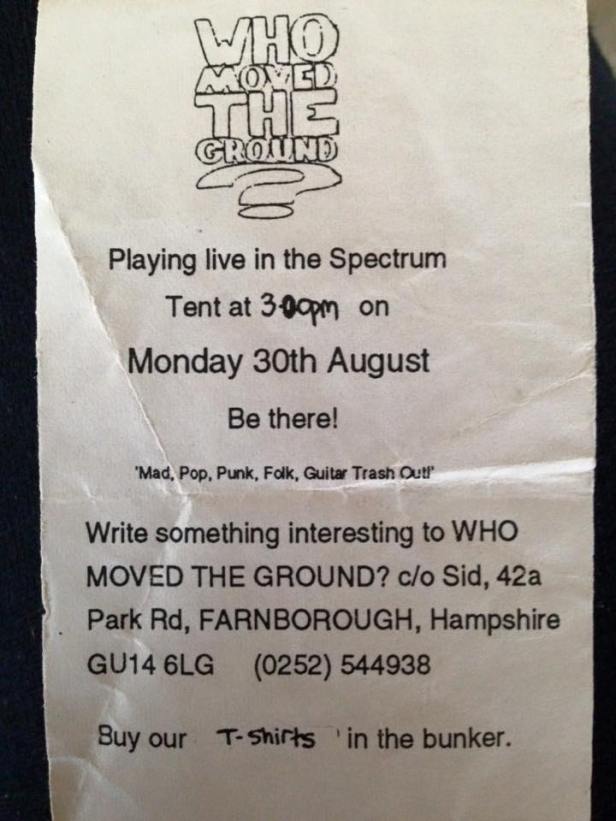 WHO
MOVED
THE
GROUND
?
Playing live in the Spectrum
Tent at 3.00pm on
Monday 30th August
Be there!
'Mad, Pop, Punk, Folk, Guitar Trash Out!'
Write something interesting to WHO
MOVED THE GROUND? c/o Sid, 42a
Park Rd, FARNBOROUGH, Hampshire
GU14 6LG (0252) 544938
Buy our T-Shirts ' in the bunker.